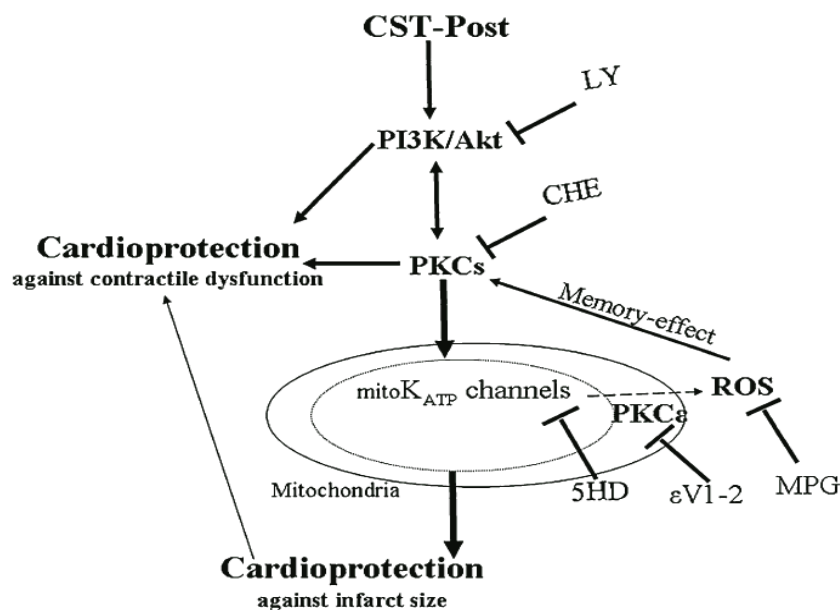 CST-Post
LY
PI3K/Akt
CHE
Cardioprotection
against contractile dysfunction
PKCs
Memory-effect
mitoK_ATP channels
ROS
PKCε
Mitochondria
5HD
εV1-2
MPG
Cardioprotection
against infarct size